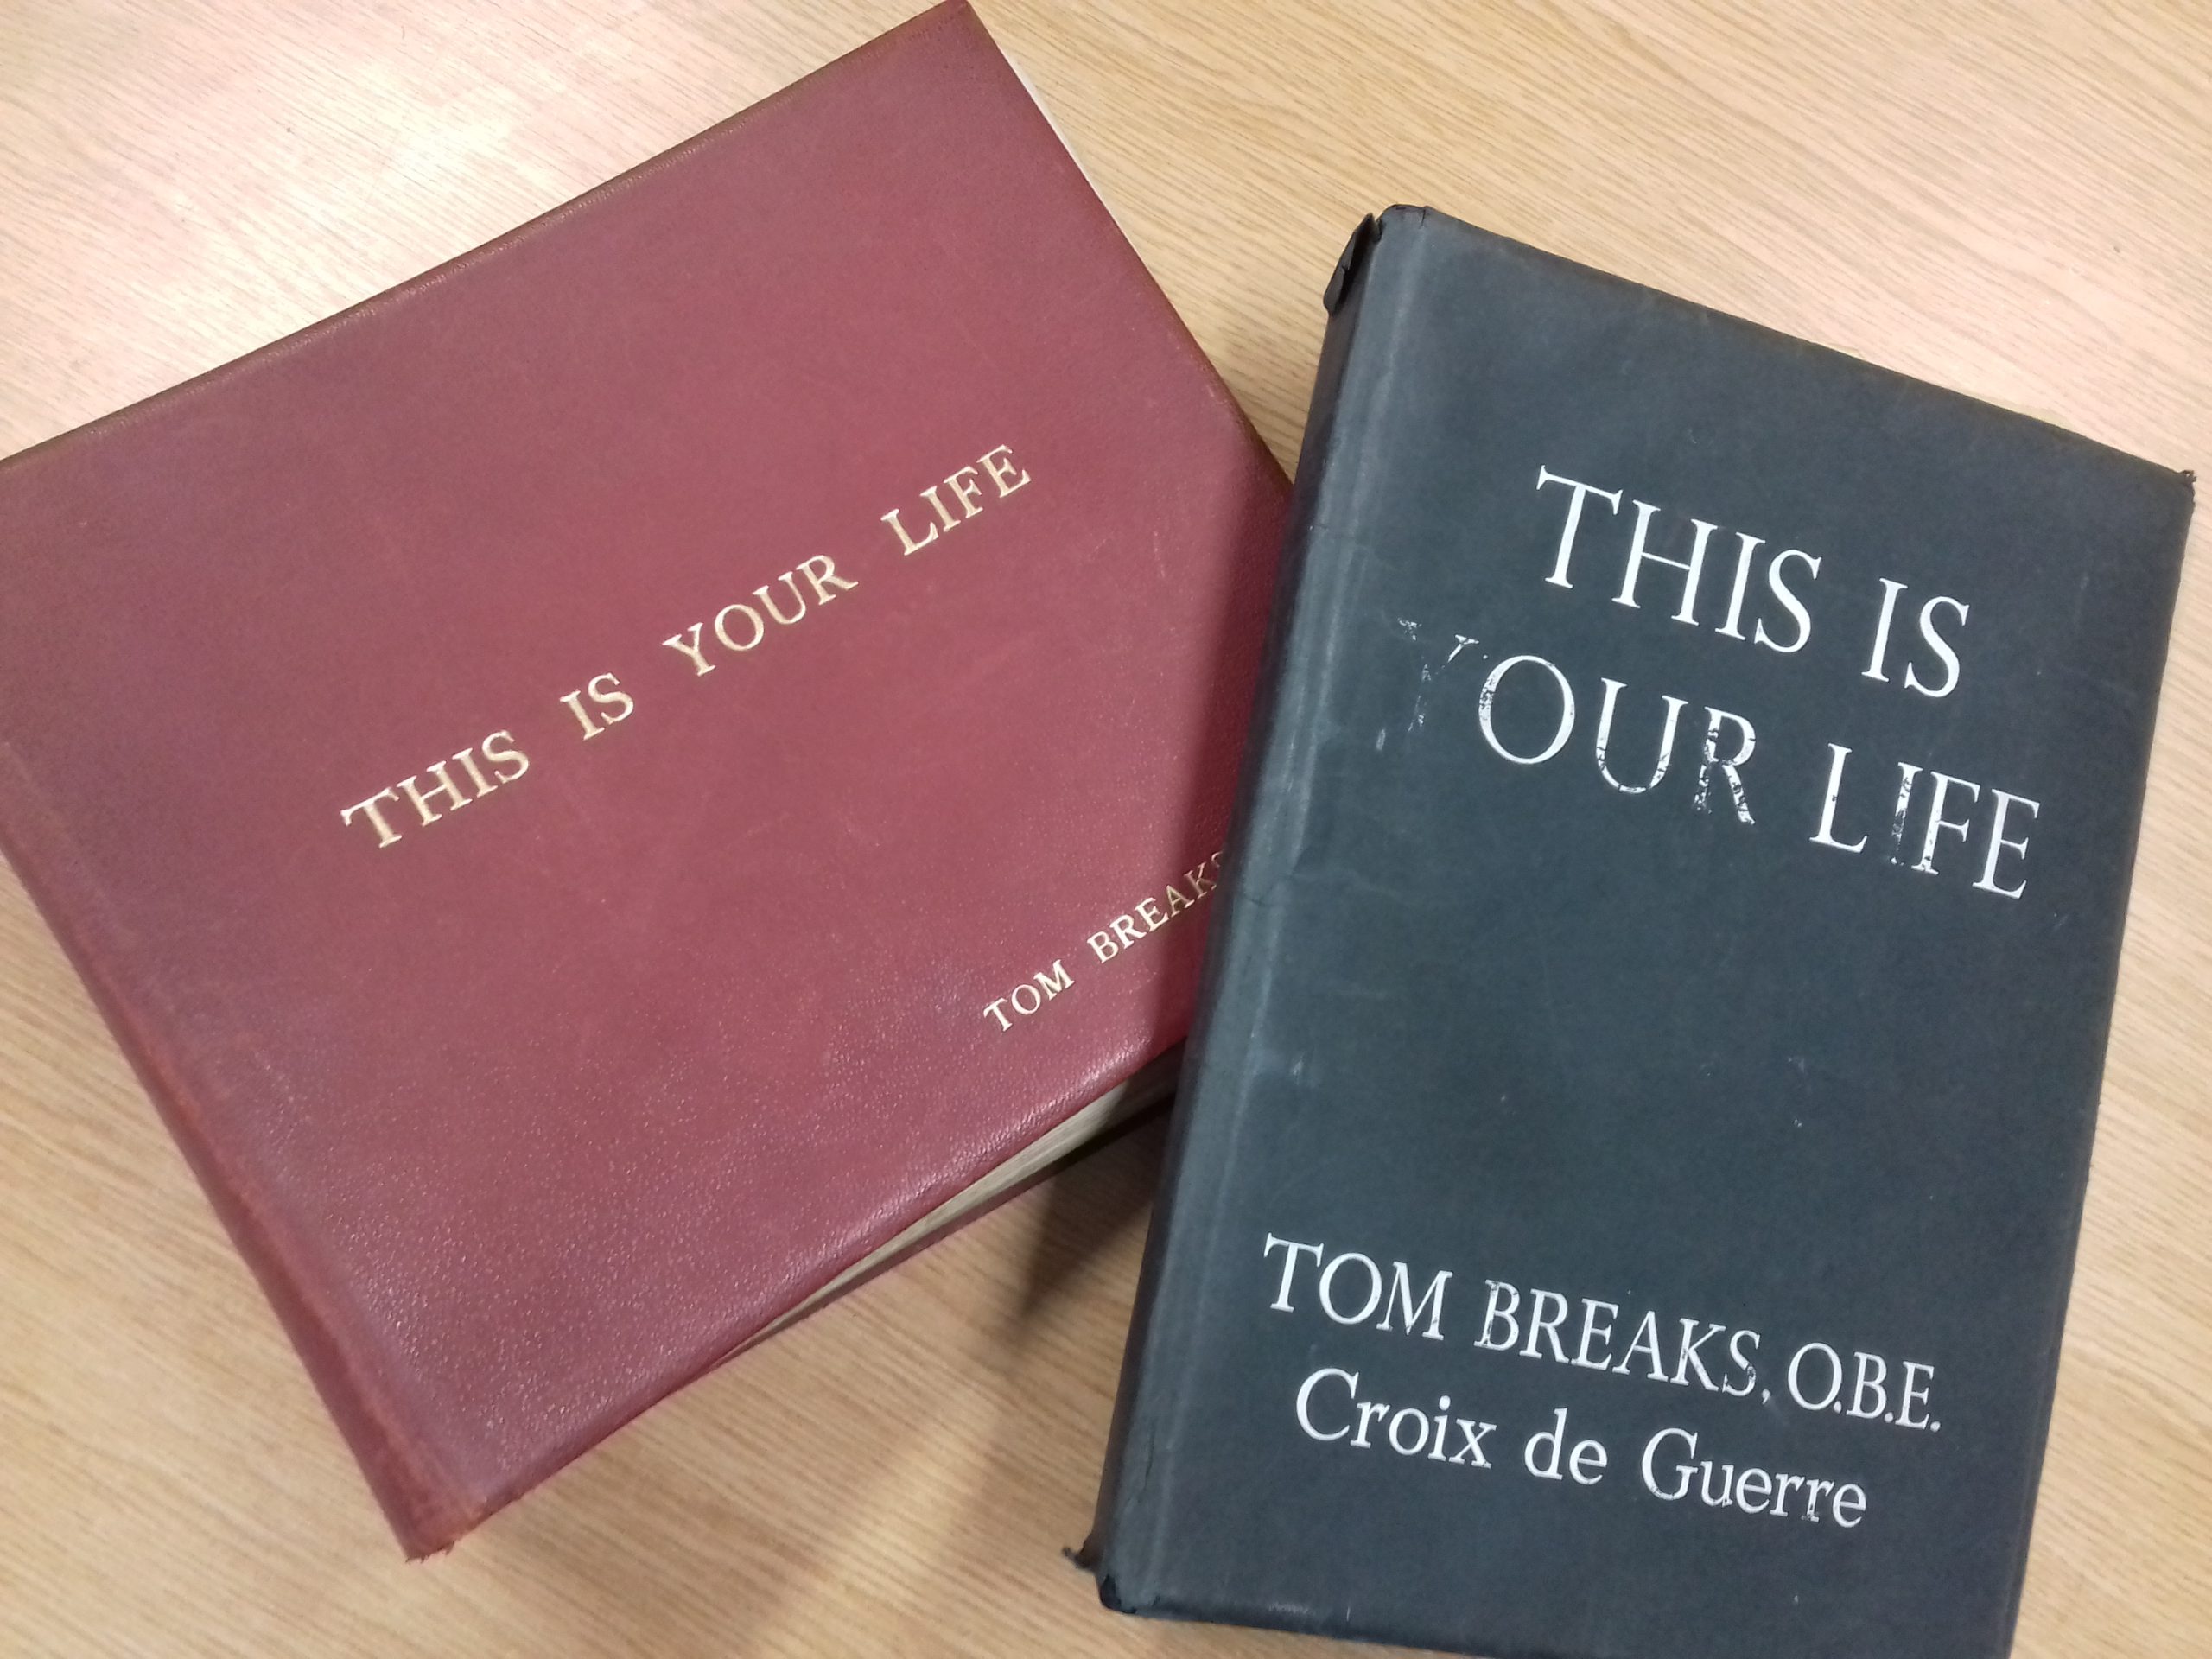 THIS IS YOUR LIFE
TOM BREAKS
THIS IS
YOUR LIFE
TOM BREAKS, O.B.E.
Croix de Guerre